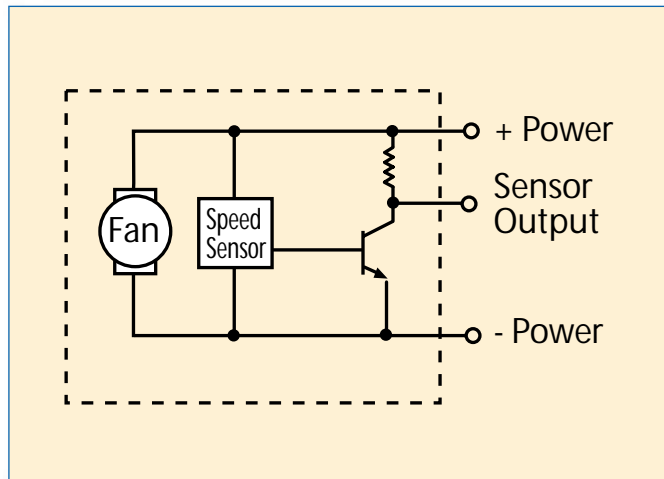 + Power
Sensor
Output
Fan
Speed
Sensor
- Power